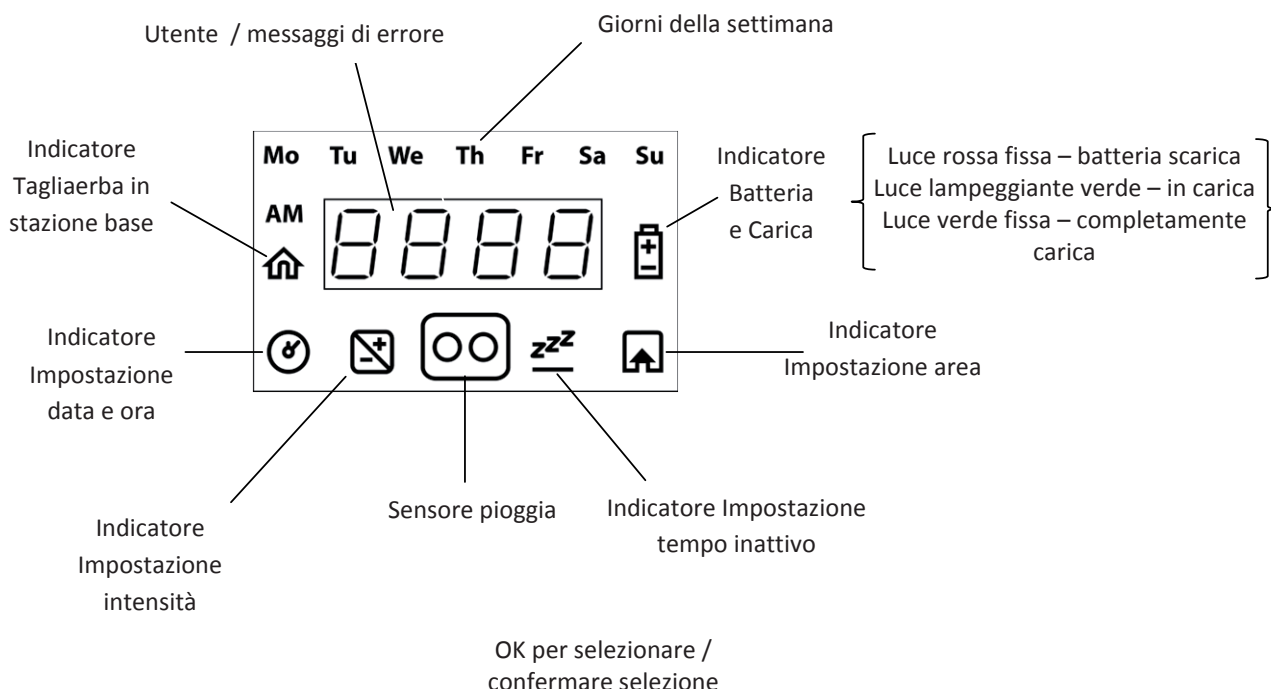 Utente / messaggi di errore
Giorni della settimana
Indicatore
Tagliaerba in
stazione base
Mo Tu We Th Fr Sa Su
AM
8888
Indicatore
Batteria
e Carica
Luce rossa fissa – batteria scarica
Luce lampeggiante verde – in carica
Luce verde fissa – completamente
carica
Indicatore
Impostazione
data e ora
zzz
Indicatore
Impostazione area
Indicatore
Impostazione
intensità
Sensore pioggia
Indicatore Impostazione
tempo inattivo
OK per selezionare /
confermare selezione